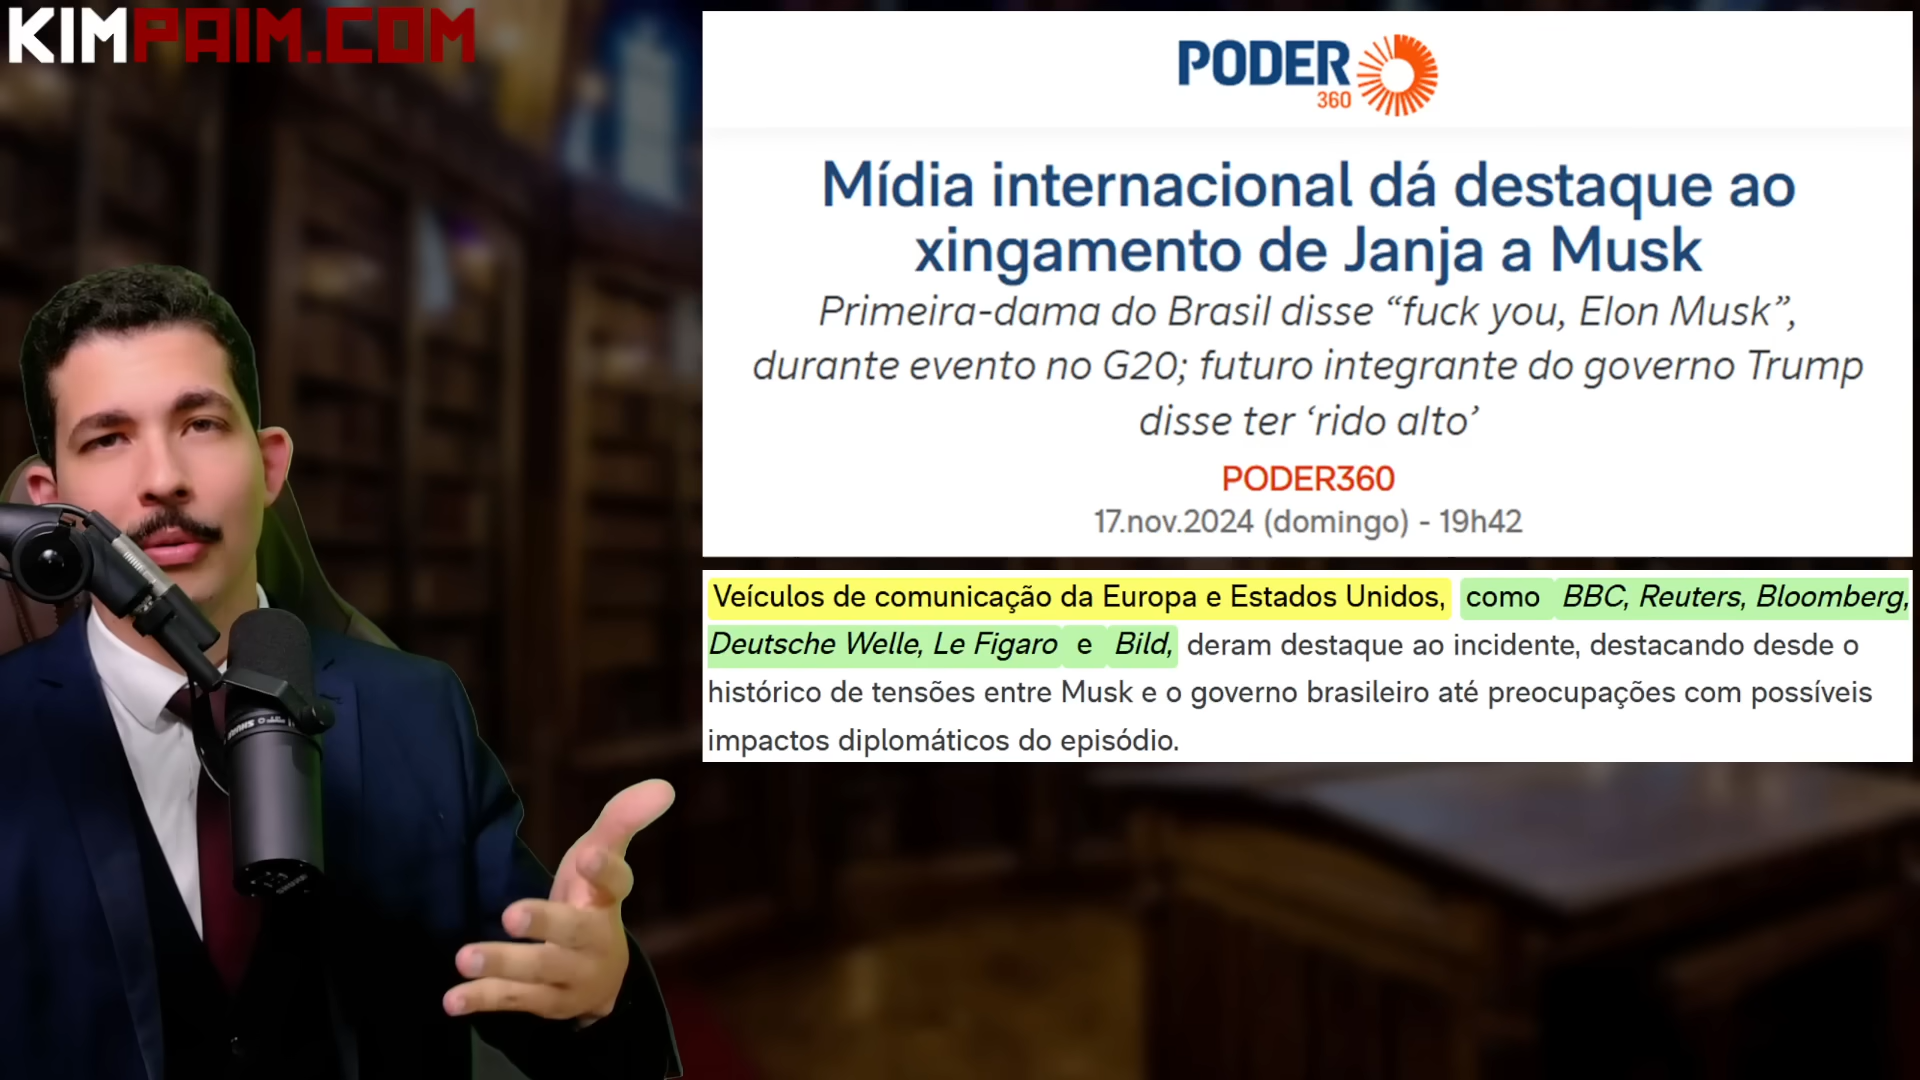 KIMPAIM.COM
PODER
360
Mídia internacional dá destaque ao
xingamento de Janja a Musk
Primeira-dama do Brasil disse “fuck you, Elon Musk”,
durante evento no G20; futuro integrante do governo Trump
disse ter ‘rido alto’
PODER360
17.nov.2024 (domingo) - 19h42
Veículos de comunicação da Europa e Estados Unidos, como BBC, Reuters, Bloomberg,
Deutsche Welle, Le Figaro e Bild, deram destaque ao incidente, destacando desde o
histórico de tensões entre Musk e o governo brasileiro até preocupações com possíveis
impactos diplomáticos do episódio.